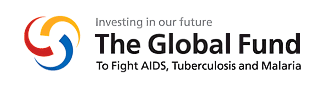 Investing in our future
The Global Fund
To Fight AIDS, Tuberculosis and Malaria